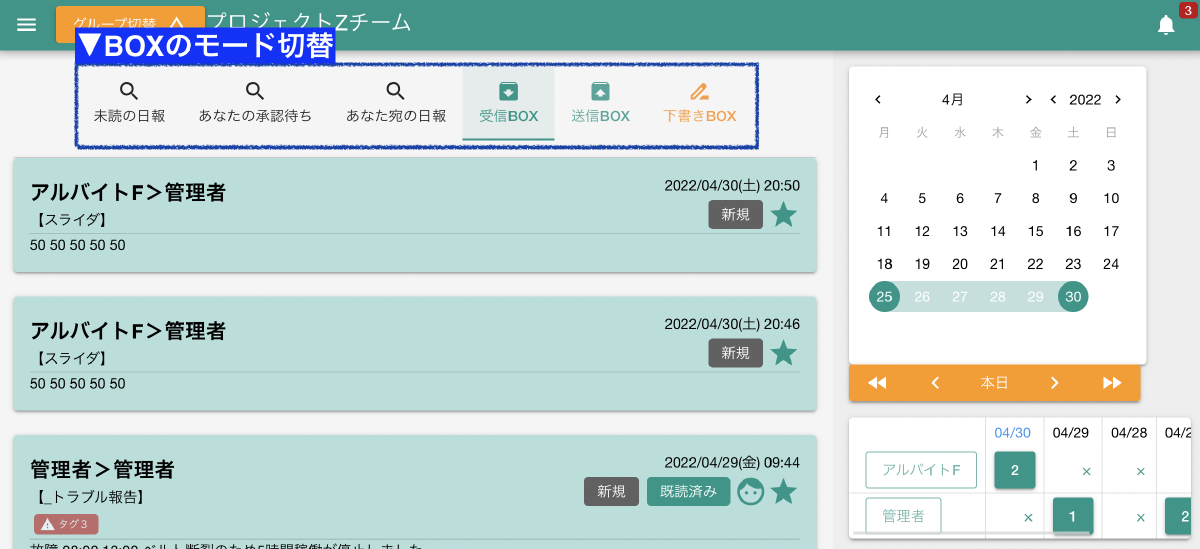 グループ切替
プロジェクトZチーム
3
▼BOXのモード切替
未読の日報 あなたの承認待ち あなた宛の日報 受信BOX 送信BOX 下書きBOX
アルバイトF＞管理者
2022/04/30(土) 20:50
【スライダ】
新規
50 50 50 50 50
アルバイトF＞管理者
2022/04/30(土) 20:46
【スライダ】
新規
50 50 50 50 50
管理者＞管理者
2022/04/29(金) 09:44
【_トラブル報告】
新規 既読済み
タグ3
4月 2022
月 火 水 木 金 土 日
1 2 3
4 5 6 7 8 9 10
11 12 13 14 15 16 17
18 19 20 21 22 23 24
25 26 27 28 29 30
本日
04/30 04/29 04/28
アルバイトF 2 × ×
管理者 × 1 × 2